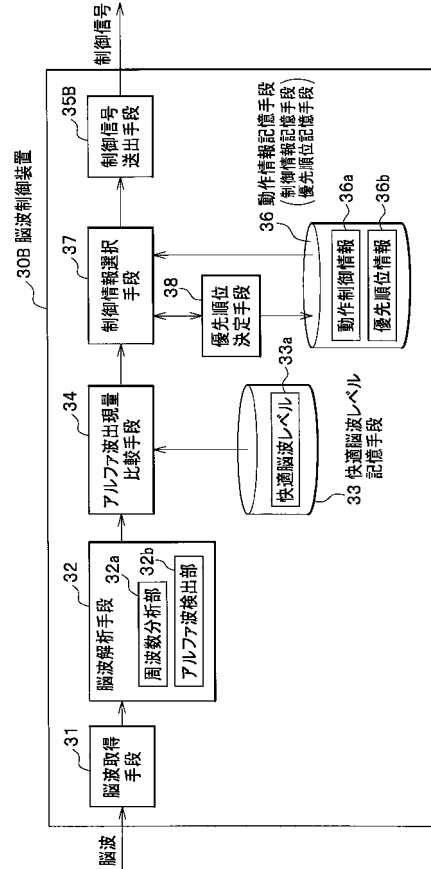 30B 脳波制御装置
脳波
31
脳波取得
手段
32
脳波解析手段
32a
周波数分析部
32b
アルファ波検出部
34
アルファ波出現量
比較手段
33a
快適脳波レベル
33 快適脳波レベル
記憶手段
37
制御情報選択
手段
38
優先順位
決定手段
35B
制御信号
送出手段
制御信号
36 動作情報記憶手段
(制御情報記憶手段
優先順位記憶手段)
36a
動作制御情報
36b
優先順位情報